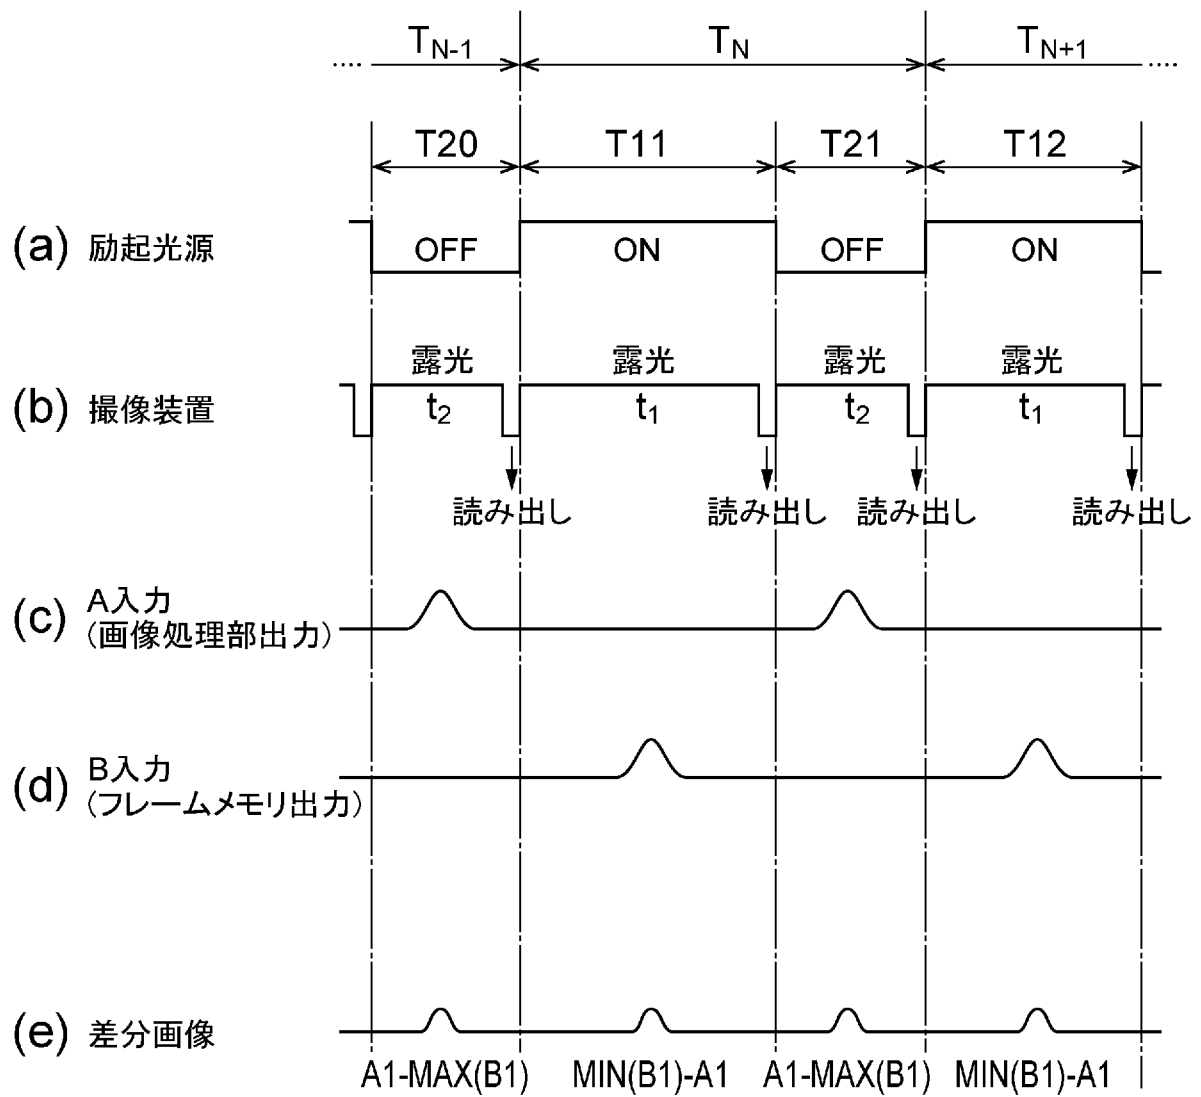 ···· T_{N-1} T_N T_{N+1} ····
T20 T11 T21 T12
(a) 励起光源 OFF ON OFF ON
露光 露光 露光 露光
(b) 撮像装置 t₂ t₁ t₂ t₁
読み出し 読み出し 読み出し 読み出し
(c) A入力
(画像処理部出力)
(d) B入力
(フレームメモリ出力)
(e) 差分画像
A1-MAX(B1) MIN(B1)-A1 A1-MAX(B1) MIN(B1)-A1